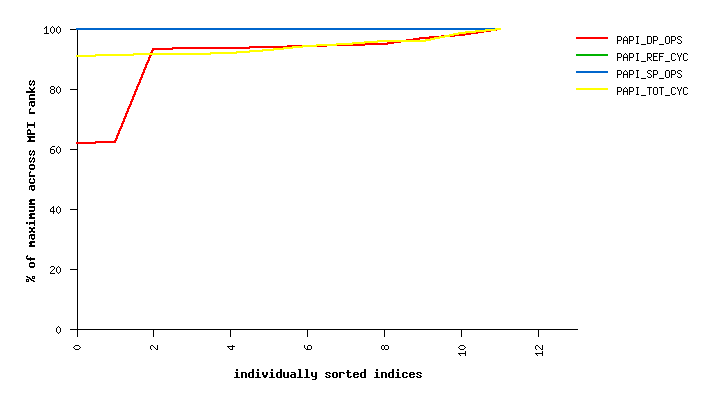 100
80
60
40
20
0
% of maximum across MPI ranks
0 2 4 6 8 10 12
individually sorted indices
PAPI_DP_OPS
PAPI_REF_CYC
PAPI_SP_OPS
PAPI_TOT_CYC